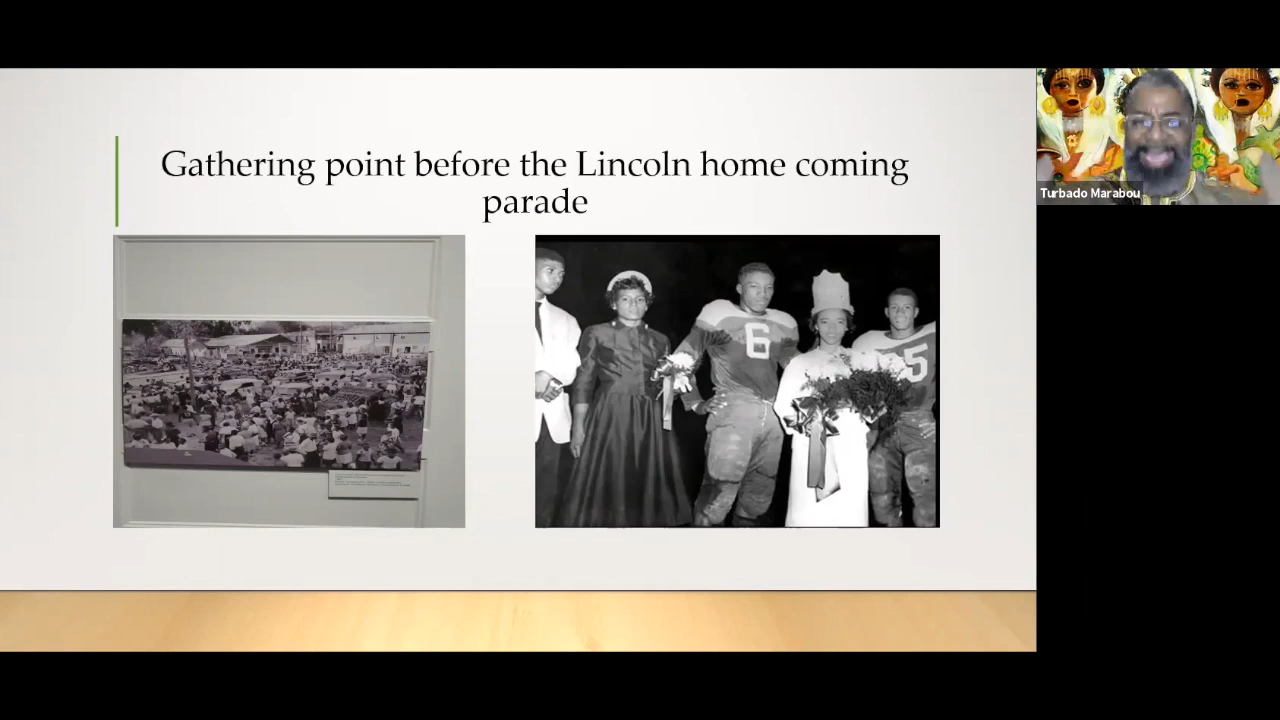 Gathering point before the Lincoln home coming
parade
6
5
Turbado Marabou